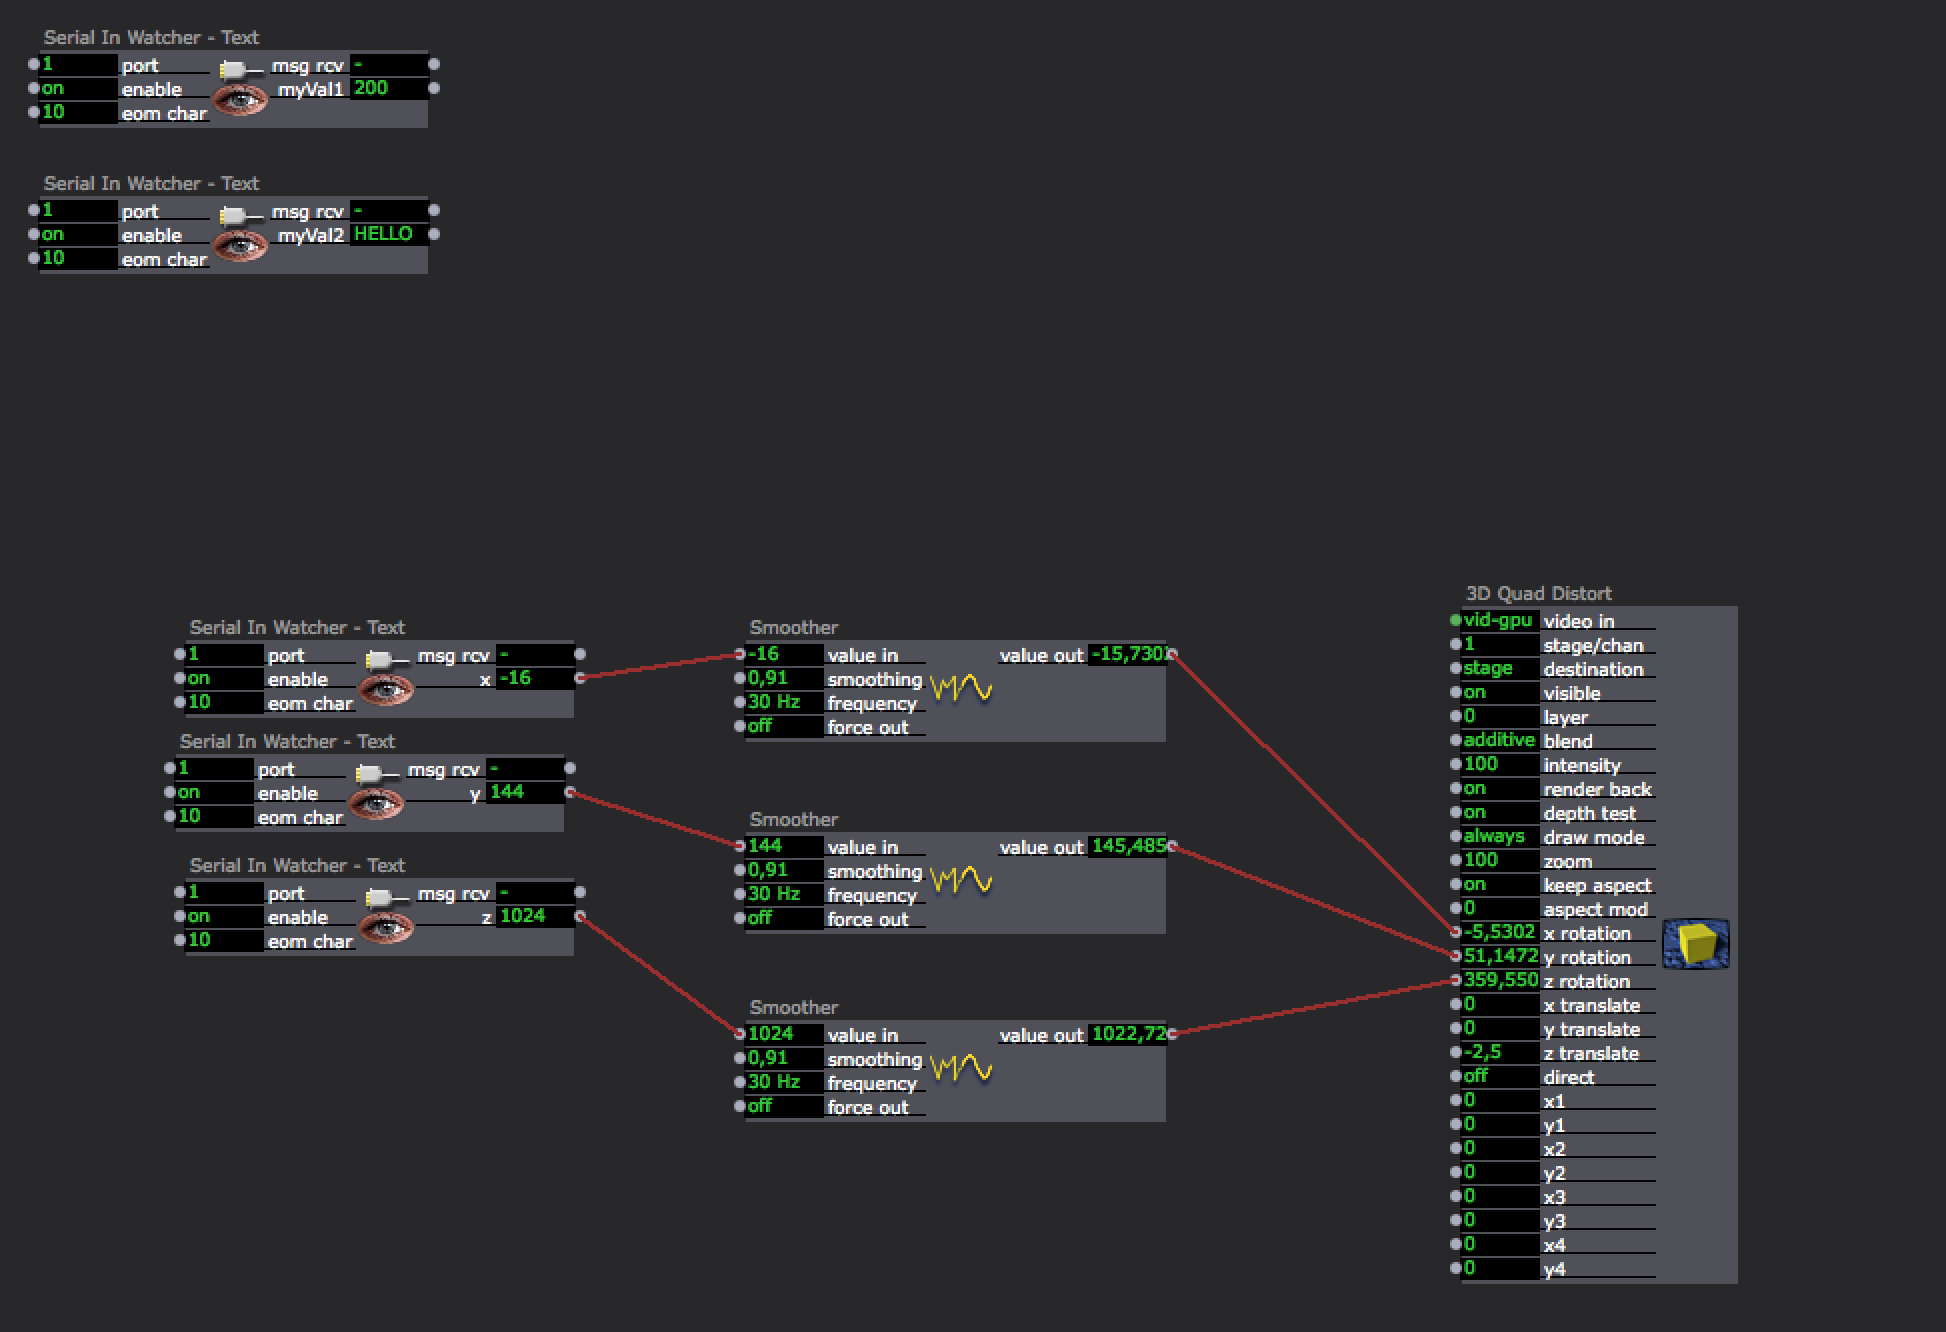 Serial In Watcher - Text
1 port msg rcv -
on enable myVal1 200
10 eom char
Serial In Watcher - Text
1 port msg rcv -
on enable myVal2 HELLO
10 eom char
Serial In Watcher - Text
1 port msg rcv -
on enable x -16
10 eom char
Serial In Watcher - Text
1 port msg rcv -
on enable y 144
10 eom char
Serial In Watcher - Text
1 port msg rcv -
on enable z 1024
10 eom char
Smoother
-16 value in value out -15,730
0,91 smoothing
30 Hz frequency
off force out
Smoother
144 value in value out 145,485
0,91 smoothing
30 Hz frequency
off force out
Smoother
1024 value in value out 1022,72
0,91 smoothing
30 Hz frequency
off force out
3D Quad Distort
vid-gpu video in
1 stage/chan
stage destination
on visible
0 layer
additive blend
100 intensity
on render back
on depth test
always draw mode
100 zoom
on keep aspect
0 aspect mod
-5,5302 x rotation
51,1472 y rotation
359,550 z rotation
0 x translate
0 y translate
-2,5 z translate
off direct
0 x1
0 y1
0 x2
0 y2
0 x3
0 y3
0 x4
0 y4